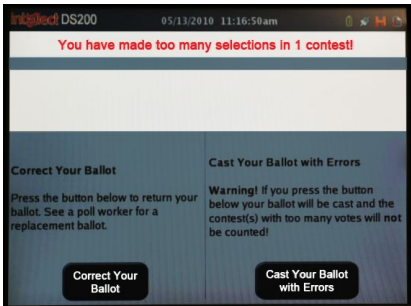 intElect DS200 05/13/2010 11:16:50am
You have made too many selections in 1 contest!
Correct Your Ballot
Press the button below to return your
ballot. See a poll worker for a
replacement ballot.
Correct Your
Ballot
Cast Your Ballot with Errors
Warning! If you press the button
below your ballot will be cast and the
contest(s) with too many votes will not
be counted!
Cast Your Ballot
with Errors